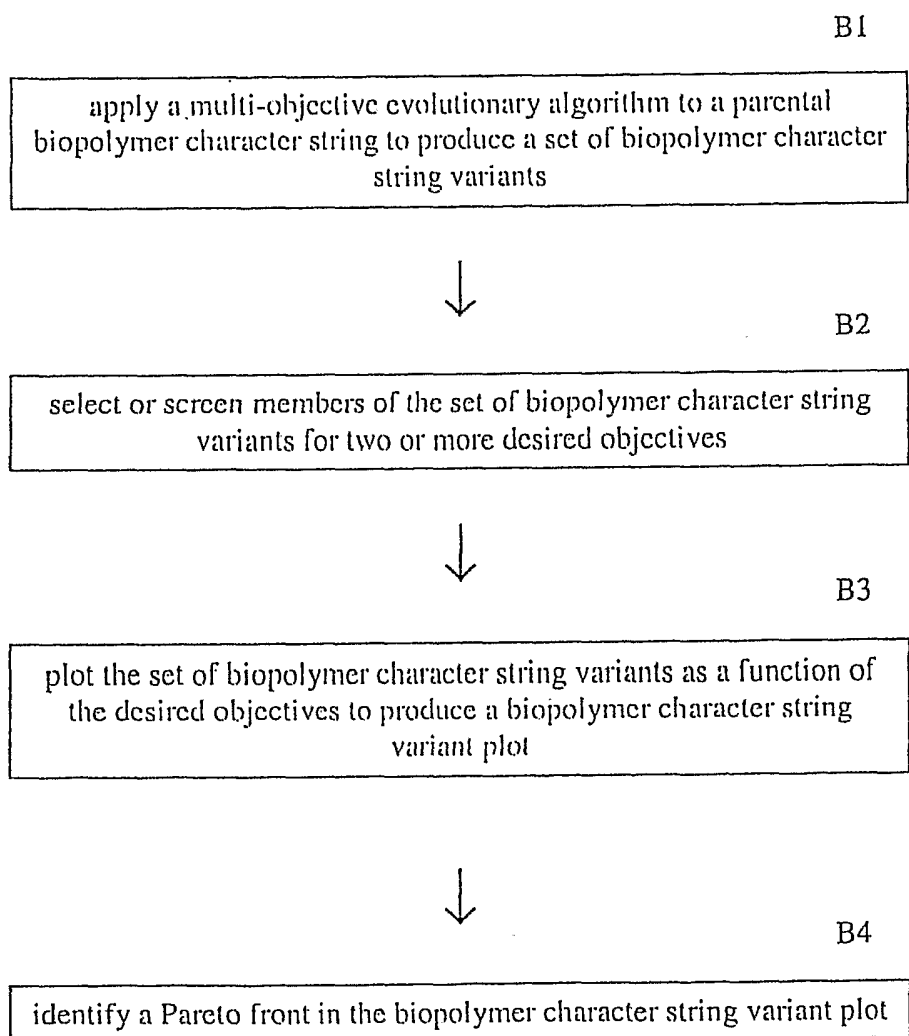 B1
apply a multi-objective evolutionary algorithm to a parental
biopolymer character string to produce a set of biopolymer character
string variants
B2
select or screen members of the set of biopolymer character string
variants for two or more desired objectives
B3
plot the set of biopolymer character string variants as a function of
the desired objectives to produce a biopolymer character string
variant plot
B4
identify a Pareto front in the biopolymer character string variant plot